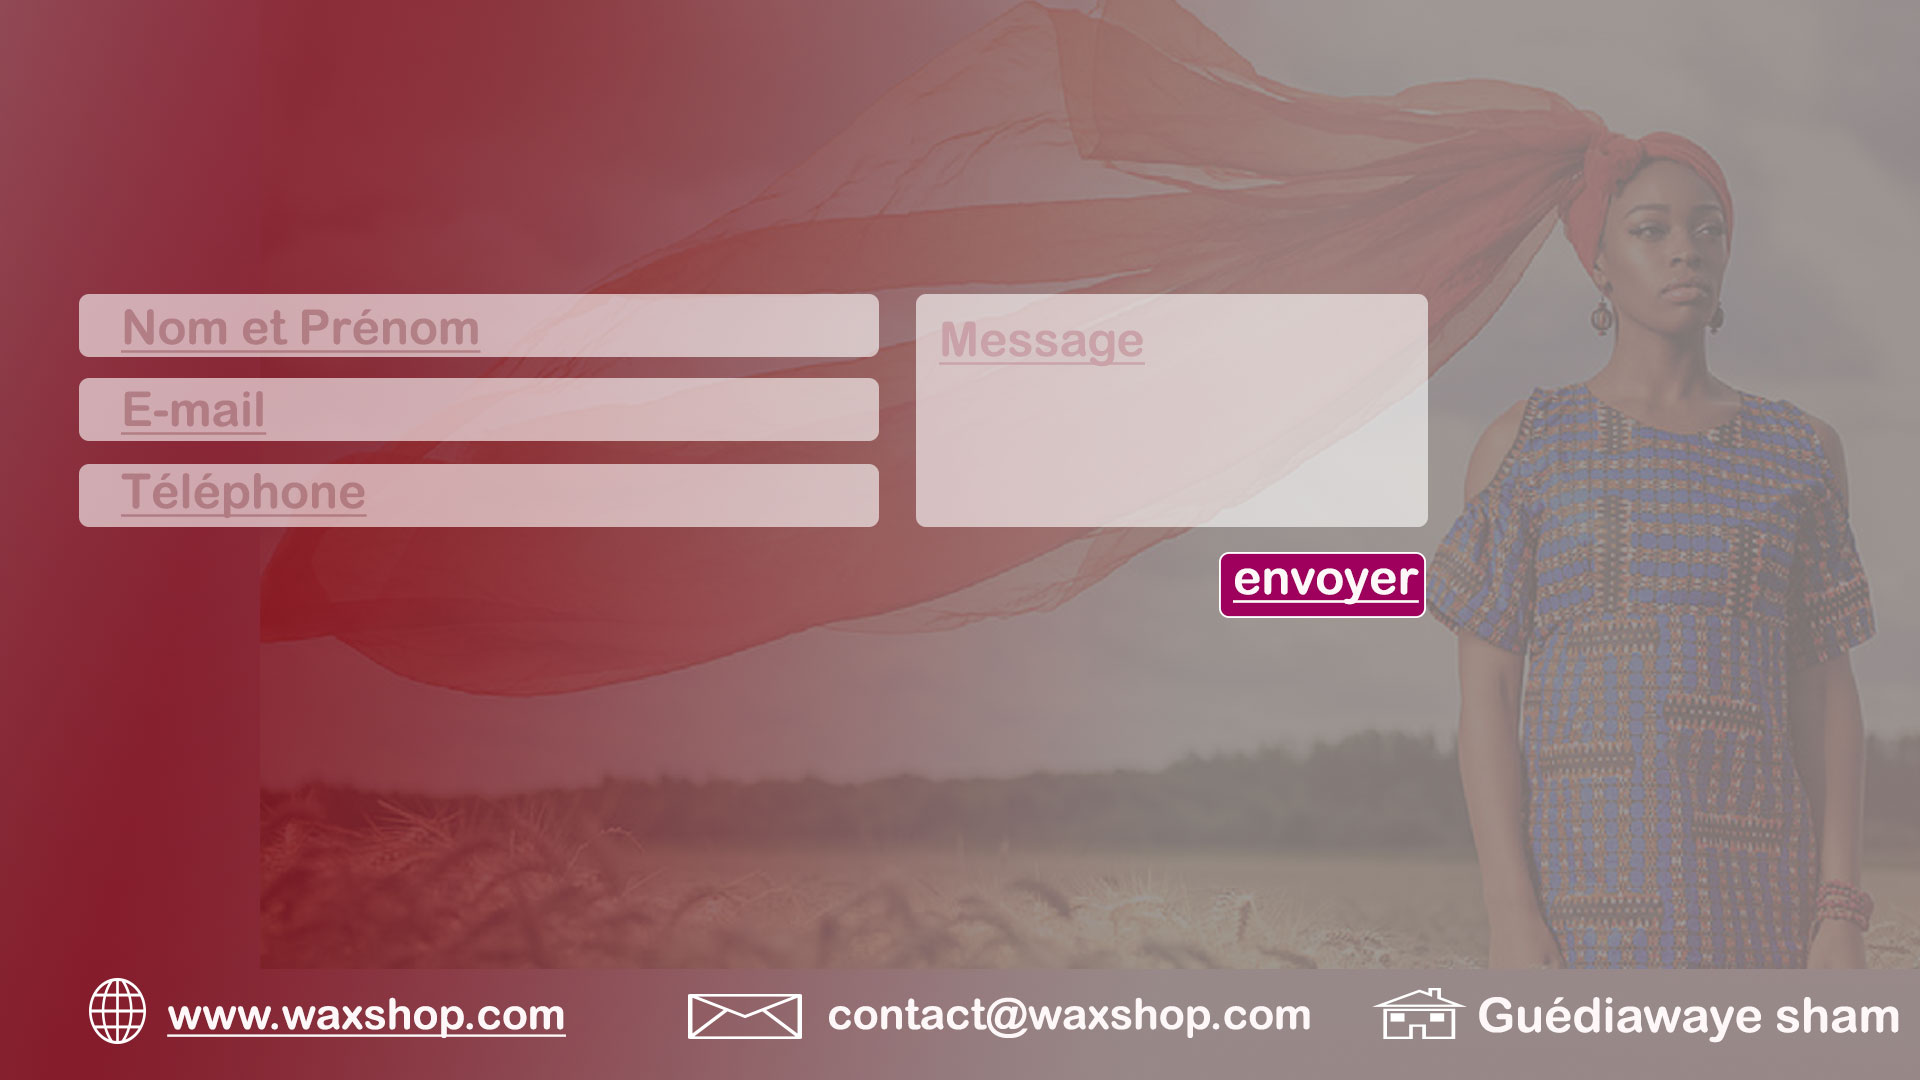 Nom et Prénom
E-mail
Téléphone
Message
envoyer
www.waxshop.com
contact@waxshop.com
Guédiawaye sham